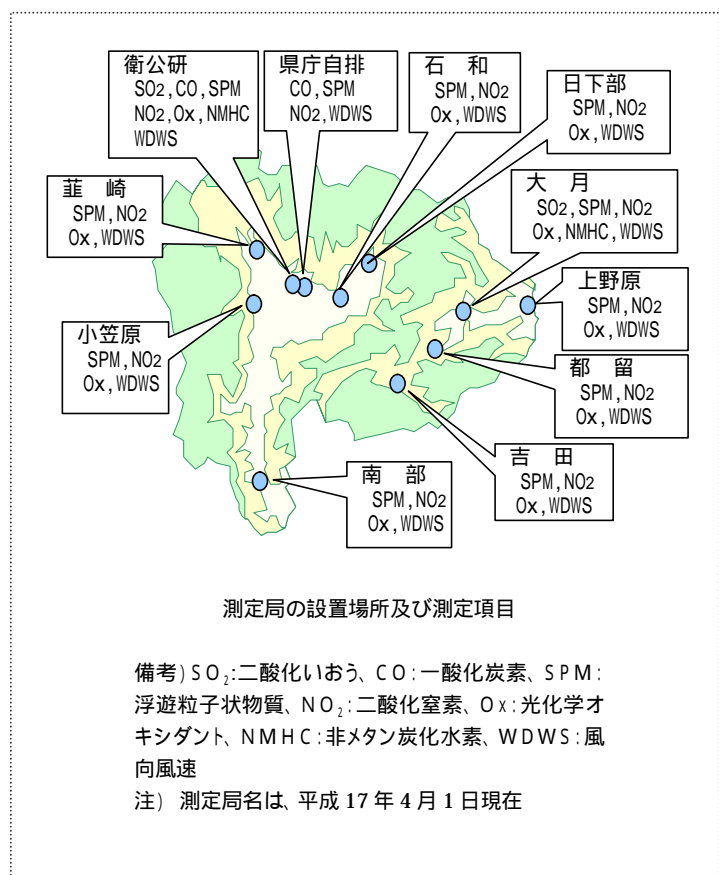 衛公研
SO2,CO,SPM
NO2,Ox,NMHC
WDWS
県庁自排
CO,SPM
NO2,WDWS
石　和
SPM,NO2
Ox,WDWS
日下部
SPM,NO2
Ox,WDWS
韮　崎
SPM,NO2
Ox,WDWS
大　月
SO2,SPM,NO2
Ox,NMHC,WDWS
上野原
SPM,NO2
Ox,WDWS
小笠原
SPM,NO2
Ox,WDWS
都　留
SPM,NO2
Ox,WDWS
吉　田
SPM,NO2
Ox,WDWS
南　部
SPM,NO2
Ox,WDWS
測定局の設置場所及び測定項目
備考)SO₂:二酸化いおう、CO:一酸化炭素、SPM:
浮遊粒子状物質、NO₂:二酸化窒素、Ox:光化学オ
キシダント、NMHC:非メタン炭化水素、WDWS:風
向風速
注)　測定局名は、平成 17 年 4 月 1 日現在